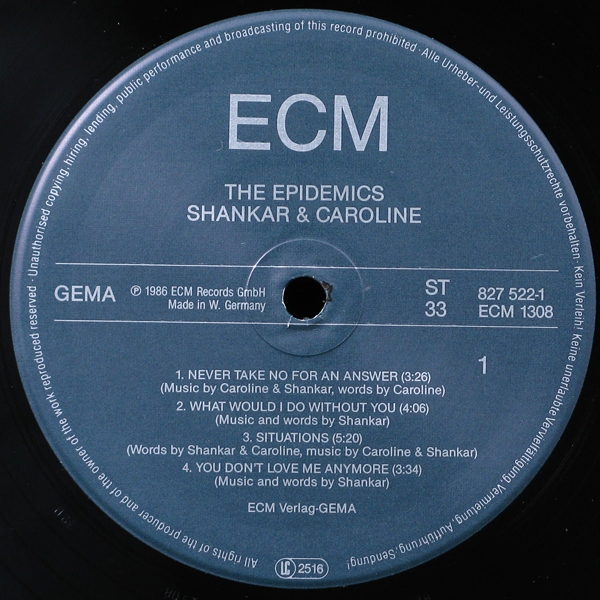 All rights of the producer and of the owner of the work reproduced reserved · Unauthorised copying, hiring, lending, public performance and broadcasting of this record prohibited · Alle Urheber- und Leistungsschutzrechte vorbehalten · Kein Verleih! Keine unerlaubte Vervielfältigung, Vermietung, Aufführung, Sendung!
ECM
THE EPIDEMICS
SHANKAR & CAROLINE
GEMA
℗ 1986 ECM Records GmbH
Made in W. Germany
ST
33
827 522-1
ECM 1308
1
1. NEVER TAKE NO FOR AN ANSWER (3:26)
(Music by Caroline & Shankar, words by Caroline)
2. WHAT WOULD I DO WITHOUT YOU (4:06)
(Music and words by Shankar)
3. SITUATIONS (5:20)
(Words by Shankar & Caroline, music by Caroline & Shankar)
4. YOU DON'T LOVE ME ANYMORE (3:34)
(Music and words by Shankar)
ECM Verlag-GEMA
LC 2516